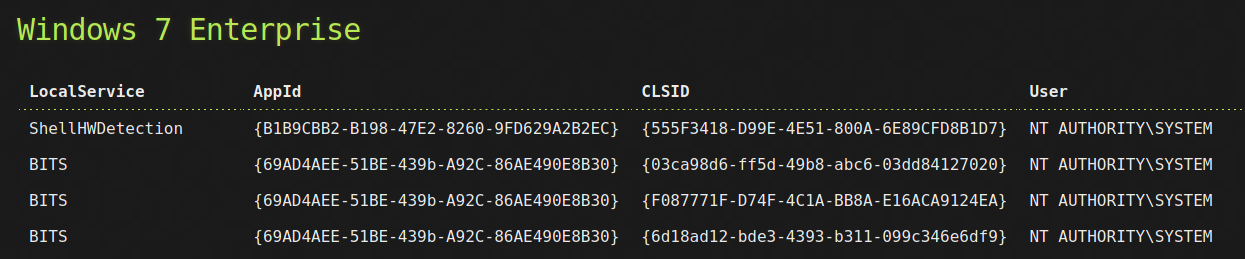 Windows 7 Enterprise
LocalService AppId CLSID User
ShellHWDetection {B1B9CBB2-B198-47E2-8260-9FD629A2B2EC} {555F3418-D99E-4E51-800A-6E89CFD8B1D7} NT AUTHORITY\SYSTEM
BITS {69AD4AEE-51BE-439b-A92C-86AE490E8B30} {03ca98d6-ff5d-49b8-abc6-03dd84127020} NT AUTHORITY\SYSTEM
BITS {69AD4AEE-51BE-439b-A92C-86AE490E8B30} {F087771F-D74F-4C1A-BB8A-E16ACA9124EA} NT AUTHORITY\SYSTEM
BITS {69AD4AEE-51BE-439b-A92C-86AE490E8B30} {6d18ad12-bde3-4393-b311-099c346e6df9} NT AUTHORITY\SYSTEM